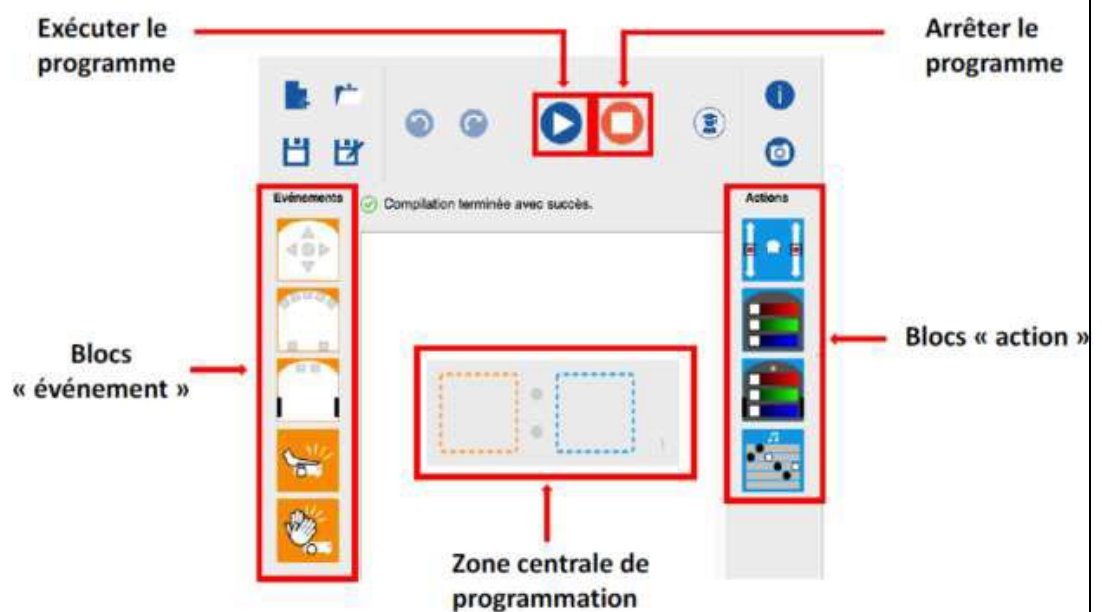 Exécuter le
programme
Arrêter le
programme
Evénements
Compilation terminée avec succès.
Actions
Blocs
« événement »
Blocs « action »
1
Zone centrale de
programmation